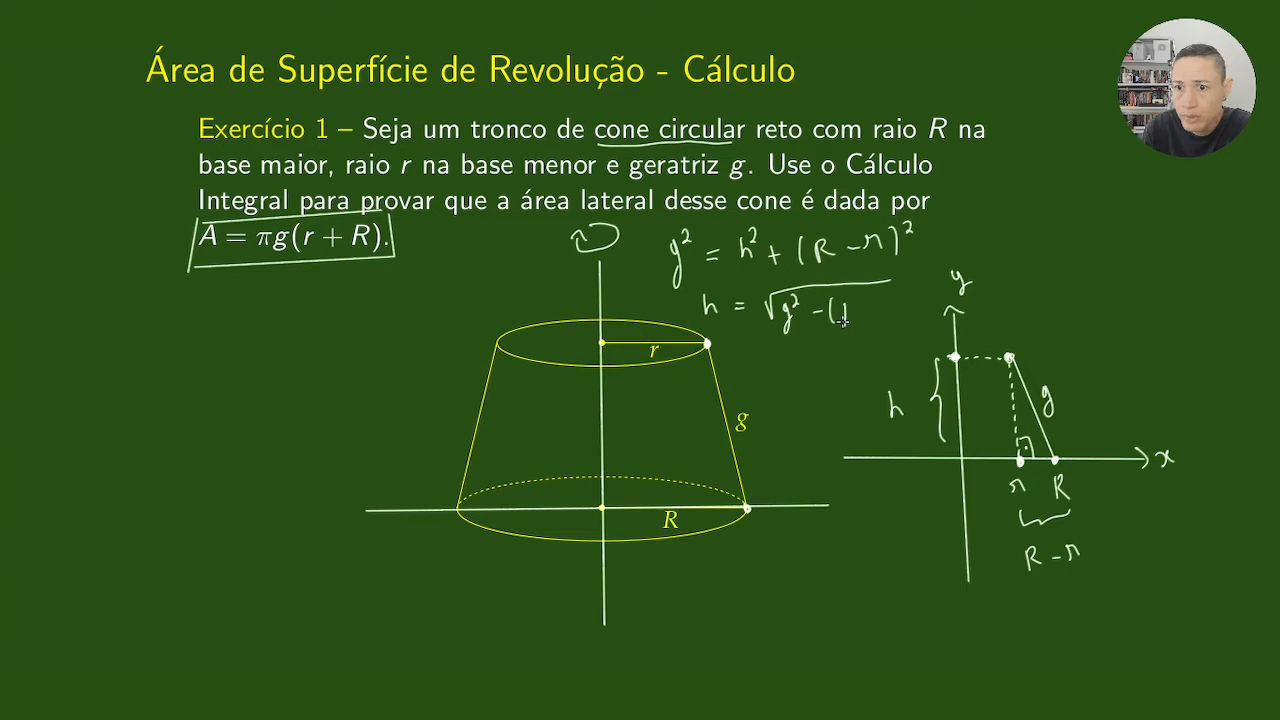 Área de Superfície de Revolução - Cálculo
Exercício 1 – Seja um tronco de cone circular reto com raio R na
base maior, raio r na base menor e geratriz g. Use o Cálculo
Integral para provar que a área lateral desse cone é dada por
A = πg(r + R).
g² = h² + (R - r)²
h = √g² - (
y
r
g
R
h
g
x
r R
R - r